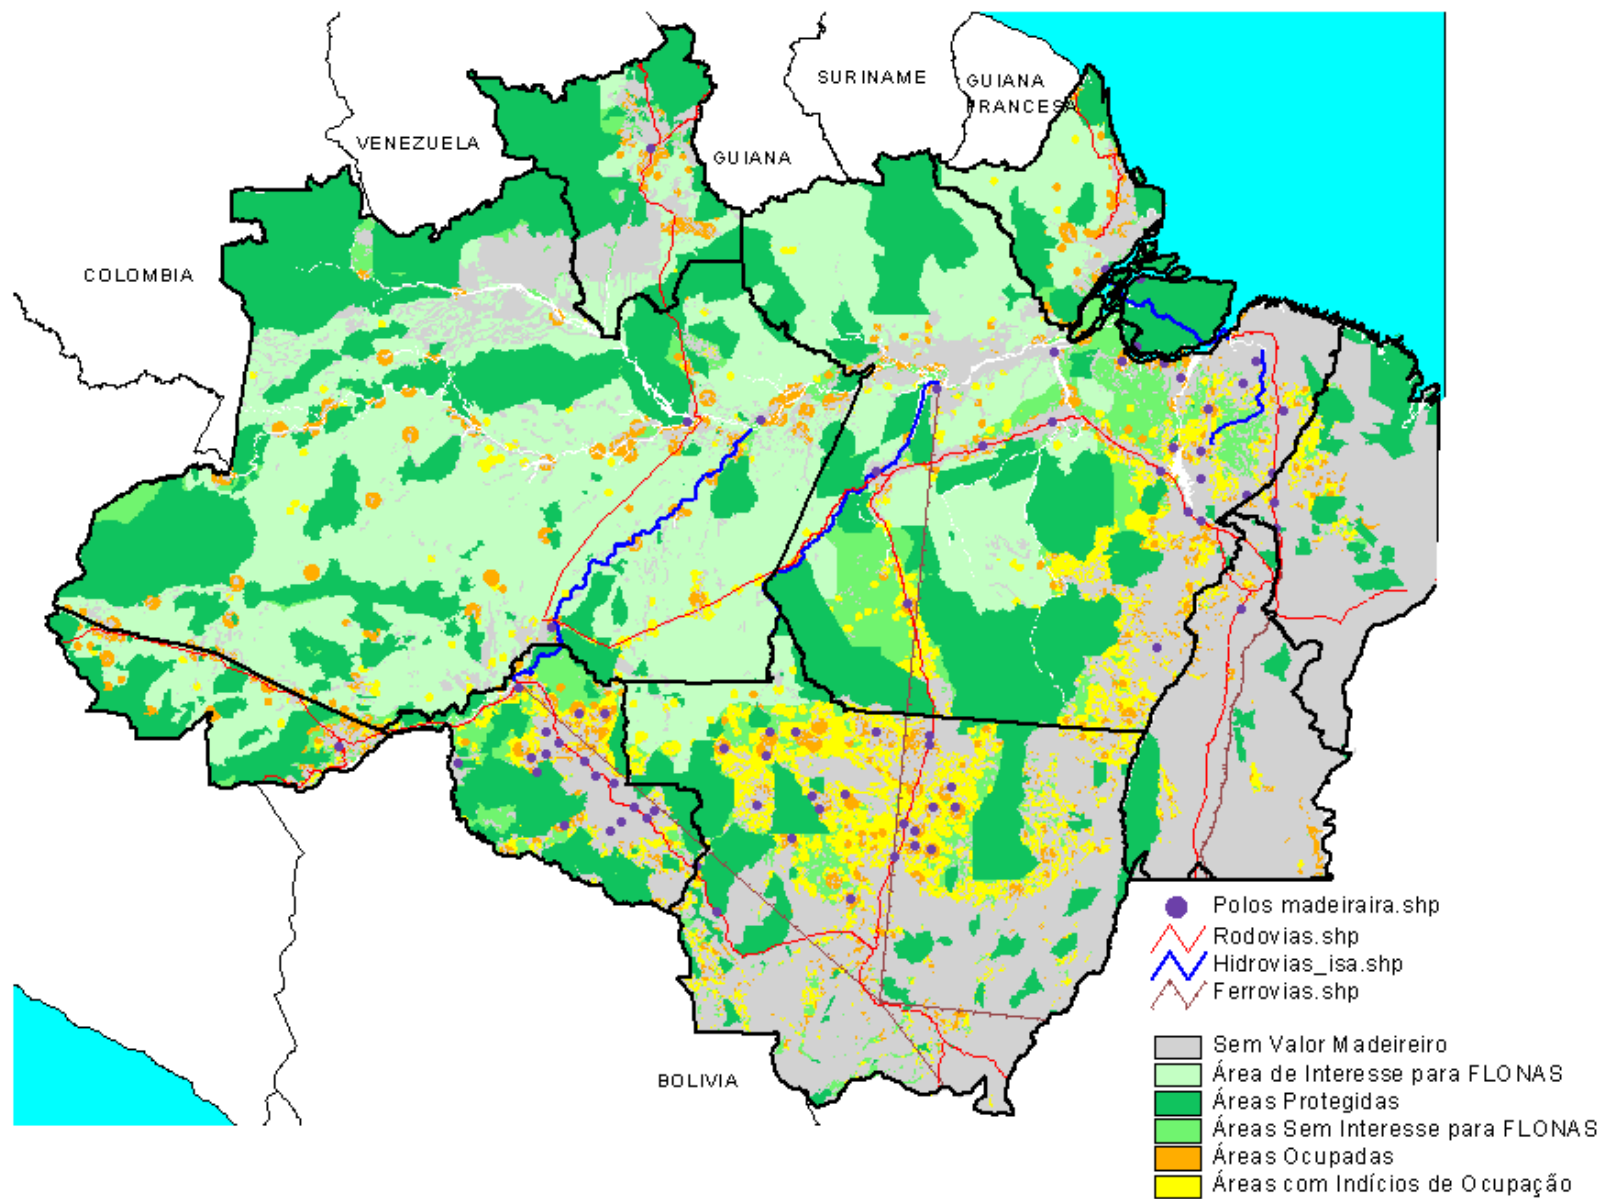 SURINAME
GUIANA
FRANCESA
VENEZUELA
GUIANA
COLOMBIA
BOLIVIA
Polos madeiraira.shp
Rodovias.shp
Hidrovias_isa.shp
Ferrovias.shp
Sem Valor Madeireiro
Área de Interesse para FLONAS
Áreas Protegidas
Áreas Sem Interesse para FLONAS
Áreas Ocupadas
Áreas com Indícios de Ocupação